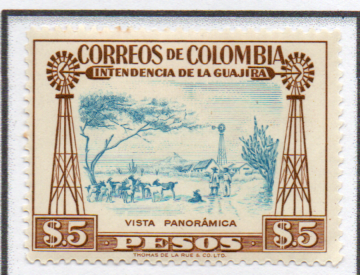 CORREOS DE COLOMBIA
INTENDENCIA DE LA GUAJIRA
VISTA PANORÁMICA
$.5 PESOS $.5
THOMAS DE LA RUE & CO. LTD.